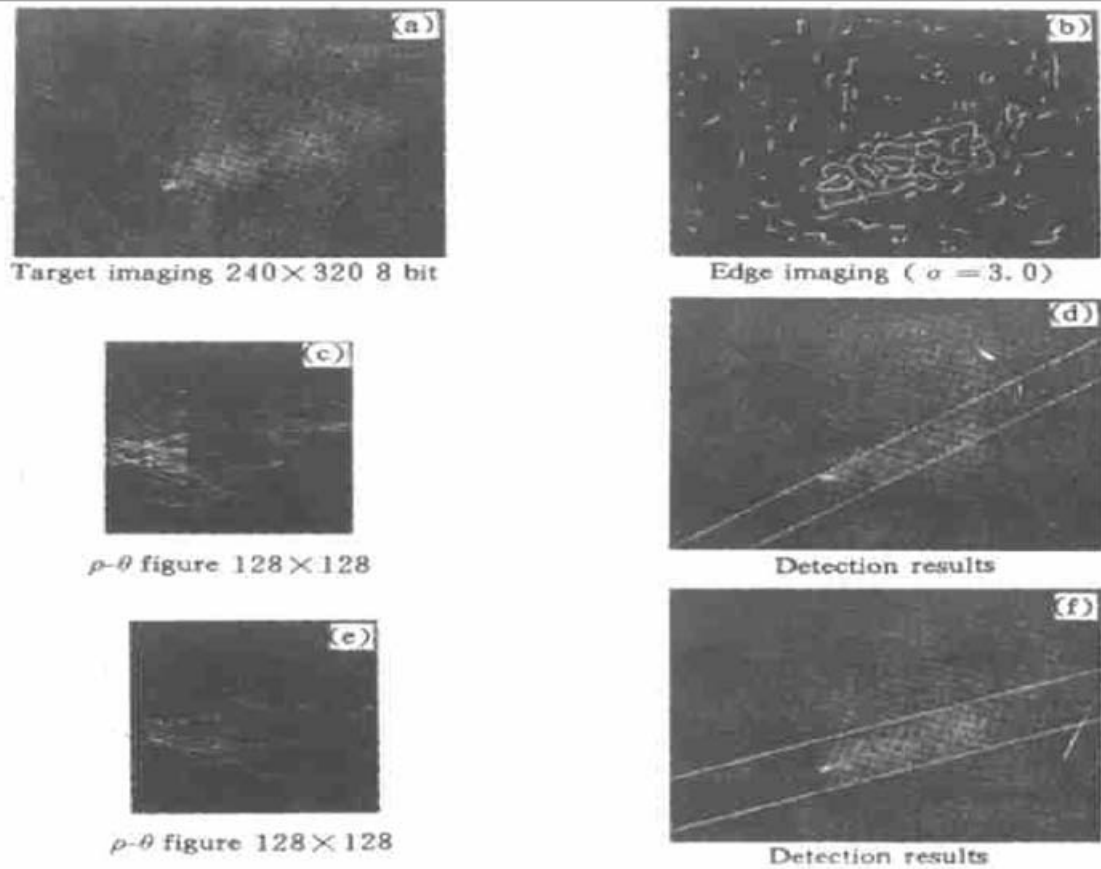 (a)
Target imaging 240×320 8 bit
(b)
Edge imaging ( σ =3. 0)
(c)
ρ-θ figure 128×128
(d)
Detection results
(e)
ρ-θ figure 128×128
(f)
Detection results